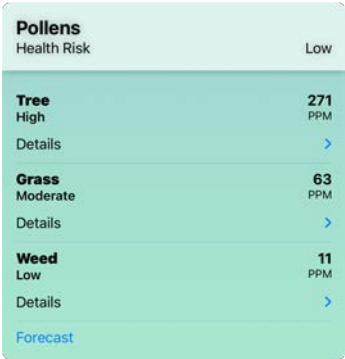 Pollens
Health Risk Low
Tree 271
High PPM
Details
Grass 63
Moderate PPM
Details
Weed 11
Low PPM
Details
Forecast